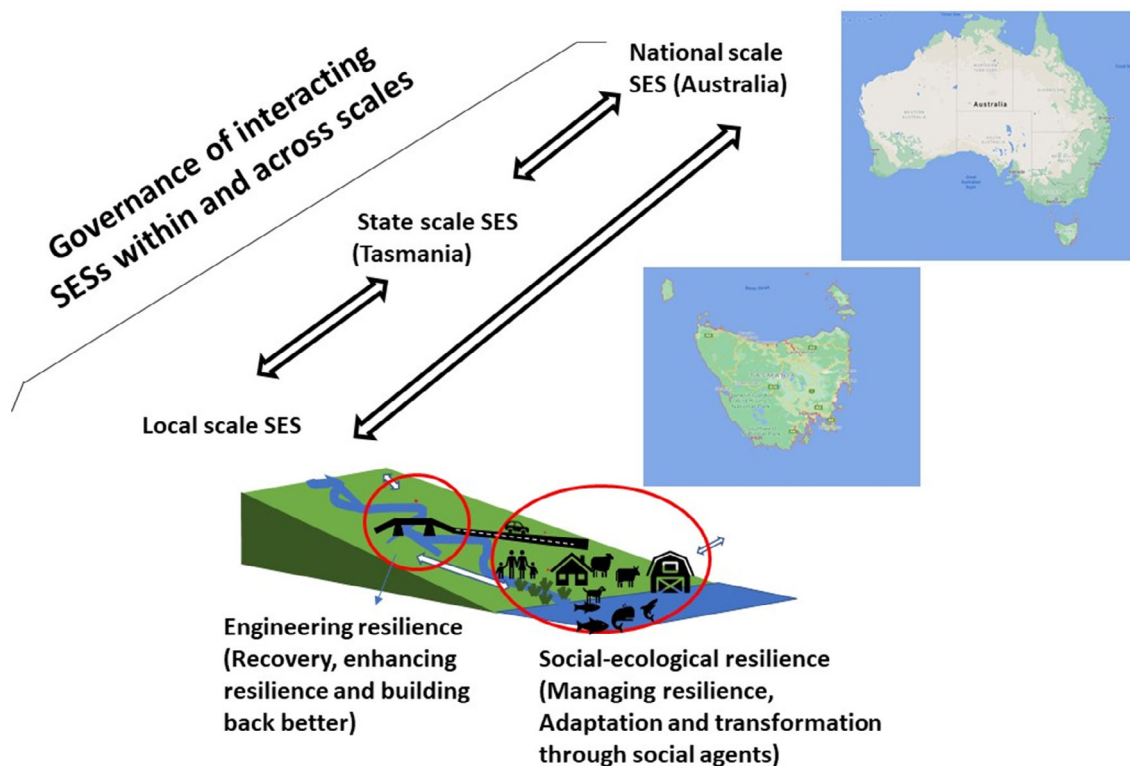 Governance of interacting
SESs within and across scales
National scale
SES (Australia)
Australia
State scale SES
(Tasmania)
Local scale SES
Engineering resilience
(Recovery, enhancing
resilience and building
back better)
Social-ecological resilience
(Managing resilience,
Adaptation and transformation
through social agents)